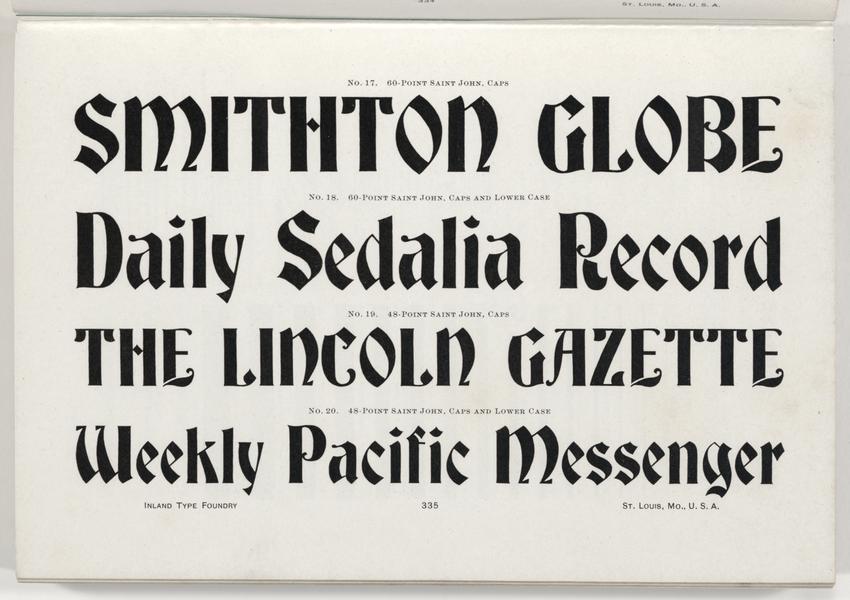 334 St. Louis, Mo., U. S. A.
No. 17. 60-Point Saint John, Caps
SMITHTON GLOBE
No. 18. 60-Point Saint John, Caps and Lower Case
Daily Sedalia Record
No. 19. 48-Point Saint John, Caps
THE LINCOLN GAZETTE
No. 20. 48-Point Saint John, Caps and Lower Case
Weekly Pacific Messenger
Inland Type Foundry 335 St. Louis, Mo., U. S. A.